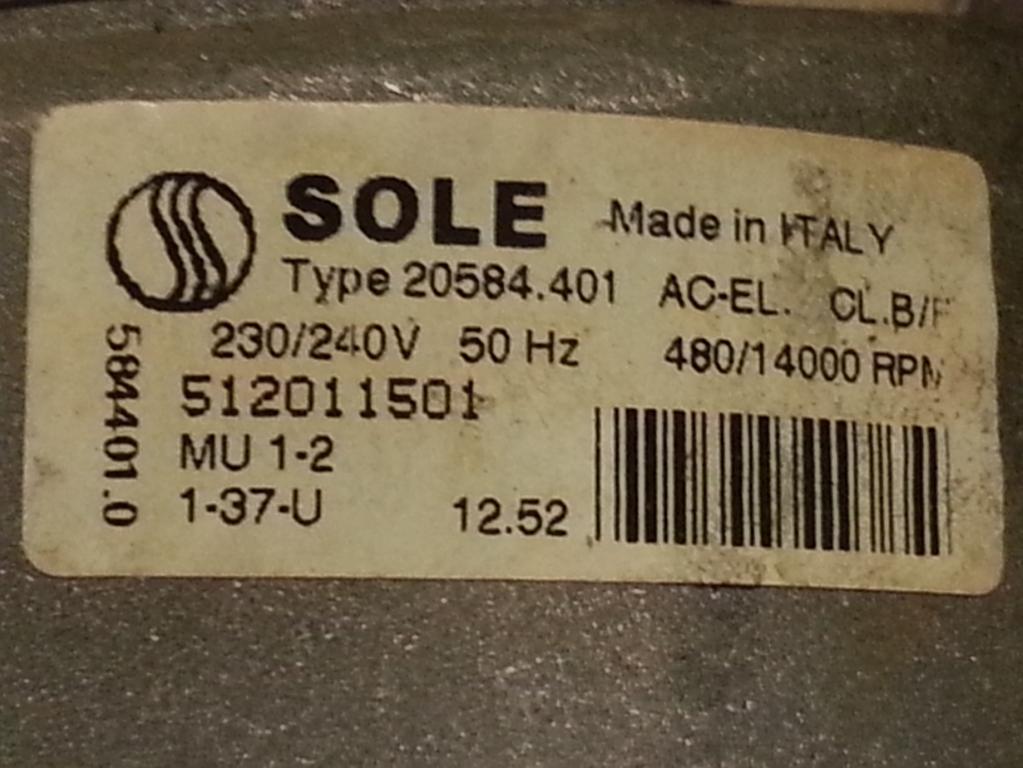 SOLE Made in ITALY
Type 20584.401 AC-EL. CL.B/F
230/240V 50 Hz 480/14000 RPM
512011501
MU 1-2
1-37-U 12.52
584401.0